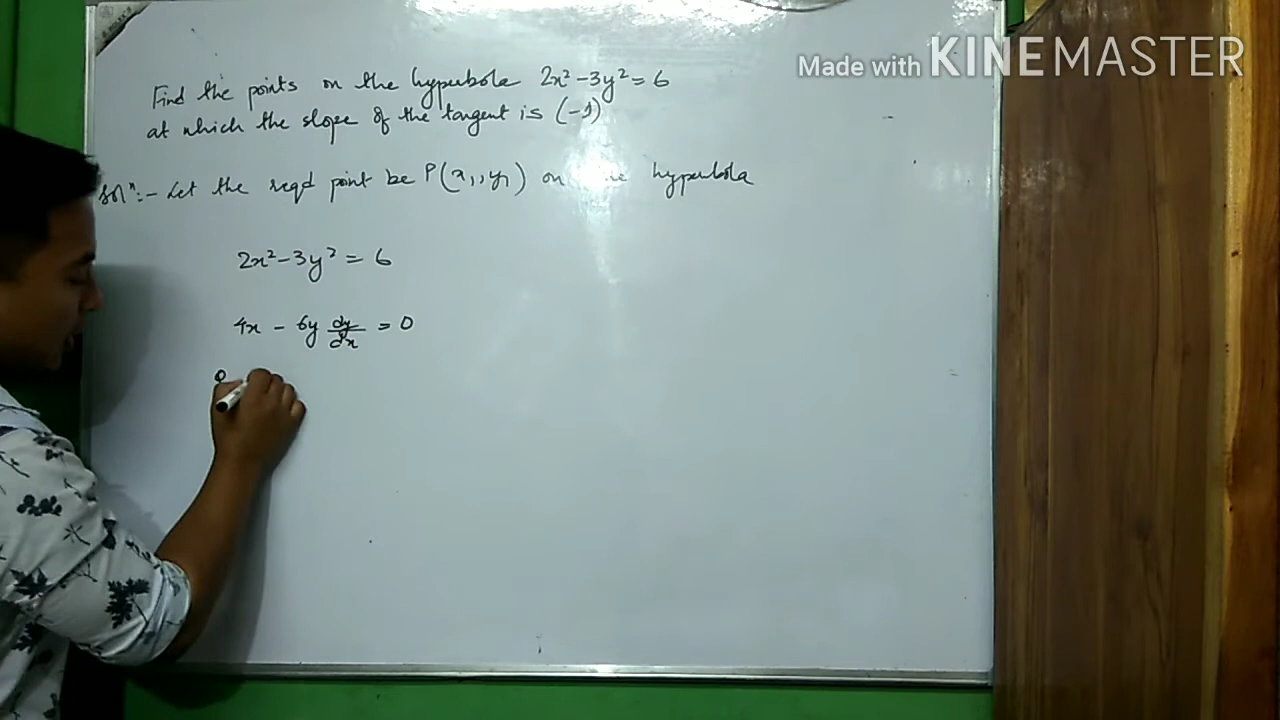 Made with KINEMASTER
Find the points on the hyperbola 2x² - 3y² = 6
at which the slope of the tangent is (-1)
Solⁿ:- Let the reqd point be P(x₁, y₁) on hyperbola
2x² - 3y² = 6
4x - 6y dy/dx = 0